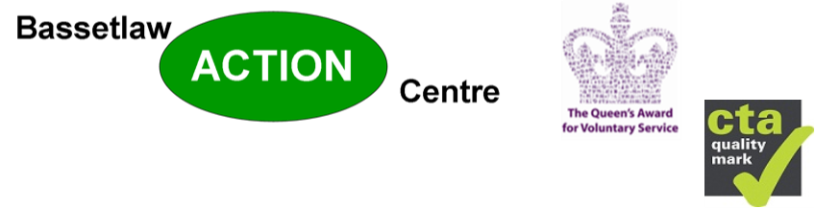 Bassetlaw
ACTION
Centre
The Queen's Award
for Voluntary Service
cta
quality
mark